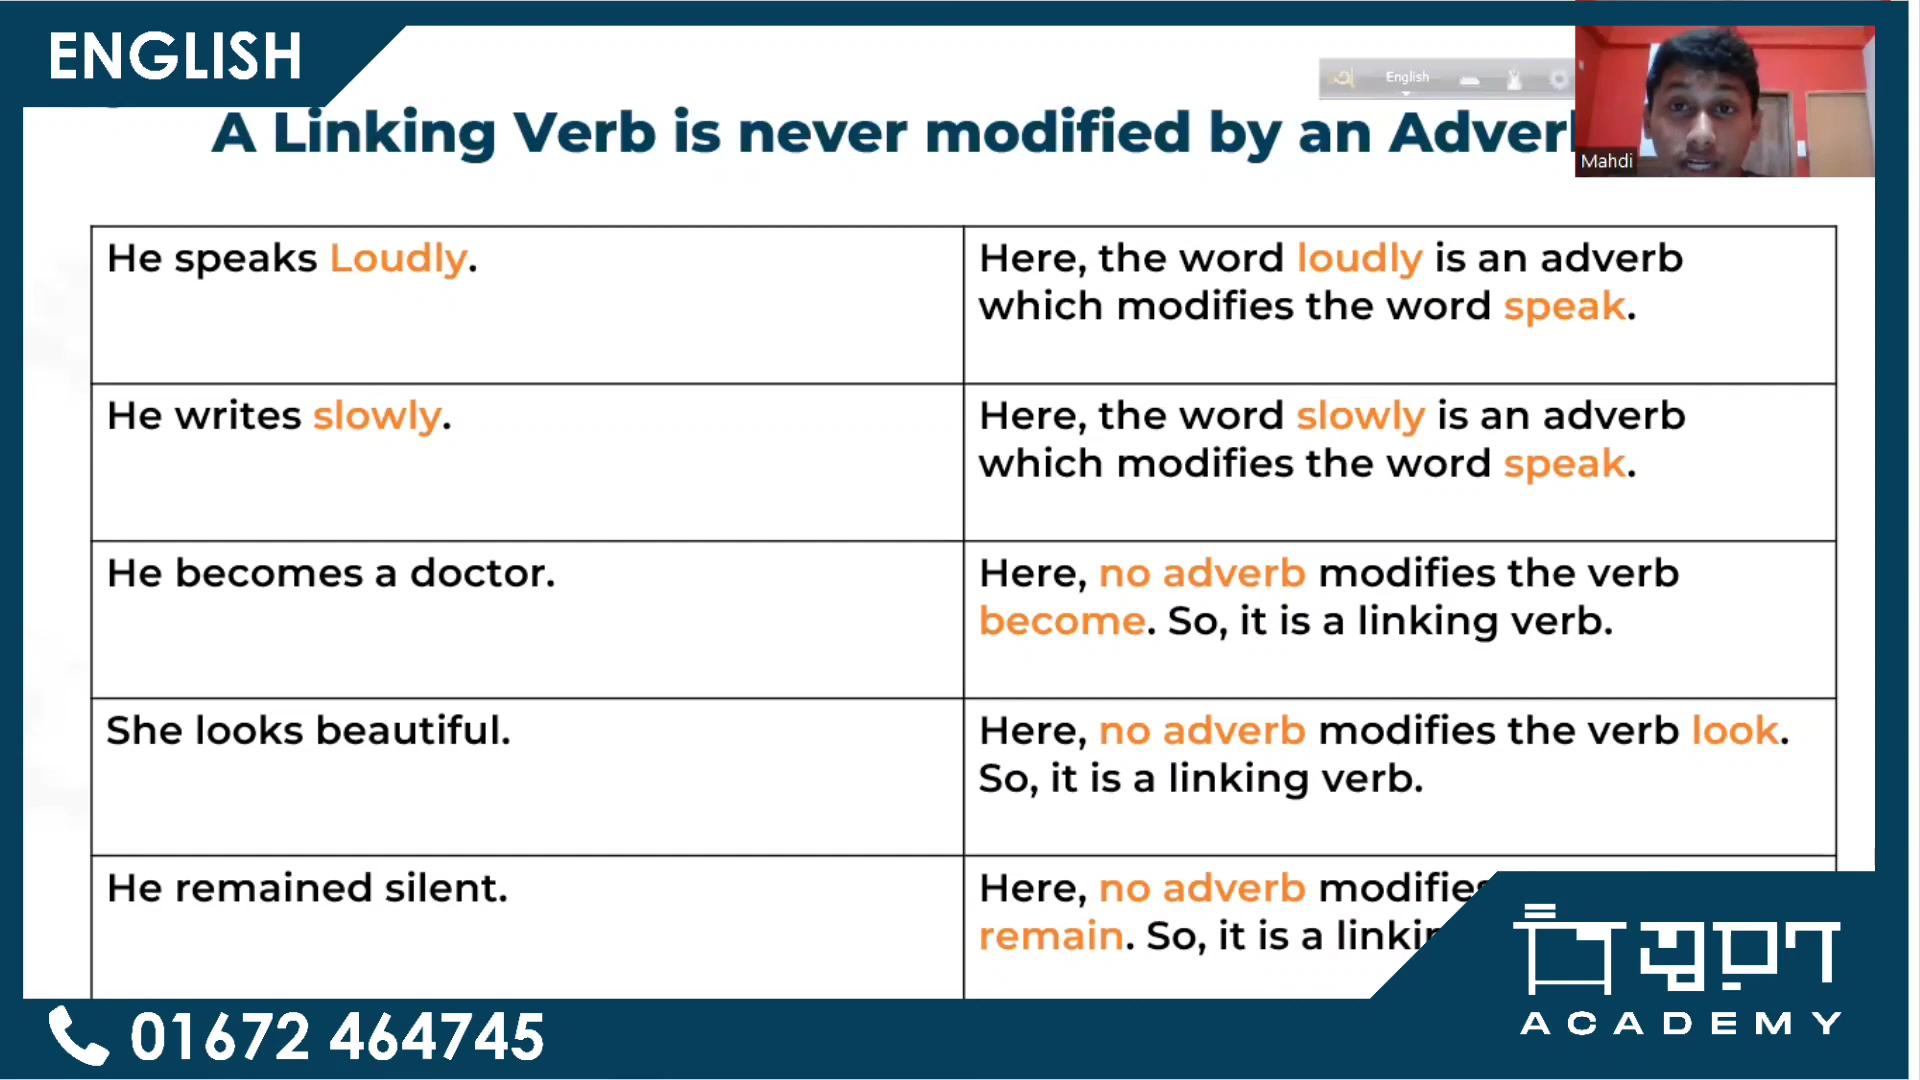 ENGLISH
English
A Linking Verb is never modified by an Adver
Mahdi
He speaks Loudly.
Here, the word loudly is an adverb
which modifies the word speak.
He writes slowly.
Here, the word slowly is an adverb
which modifies the word speak.
He becomes a doctor.
Here, no adverb modifies the verb
become. So, it is a linking verb.
She looks beautiful.
Here, no adverb modifies the verb look.
So, it is a linking verb.
He remained silent.
Here, no adverb modifies
remain. So, it is a linkin
01672 464745
ACADEMY